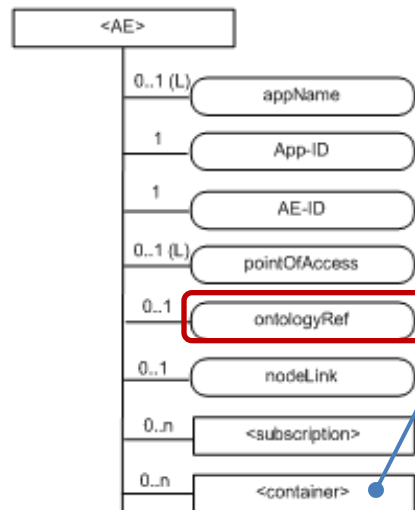 <AE>
0..1 (L)
appName
1
App-ID
1
AE-ID
0..1 (L)
pointOfAccess
0..1
ontologyRef
0..1
nodeLink
0..n
<subscription>
0..n
<container>